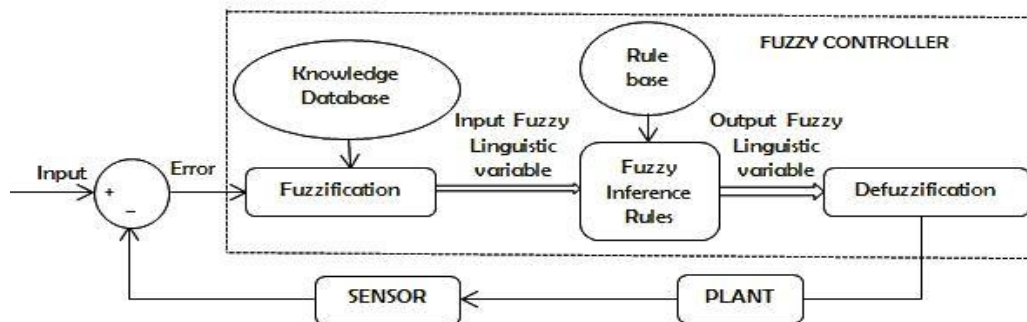 FUZZY CONTROLLER
Knowledge
Database
Rule
base
Input Fuzzy
Linguistic
variable
Output Fuzzy
Linguistic
variable
Input
+
−
Error
Fuzzification
Fuzzy
Inference
Rules
Defuzzification
SENSOR
PLANT